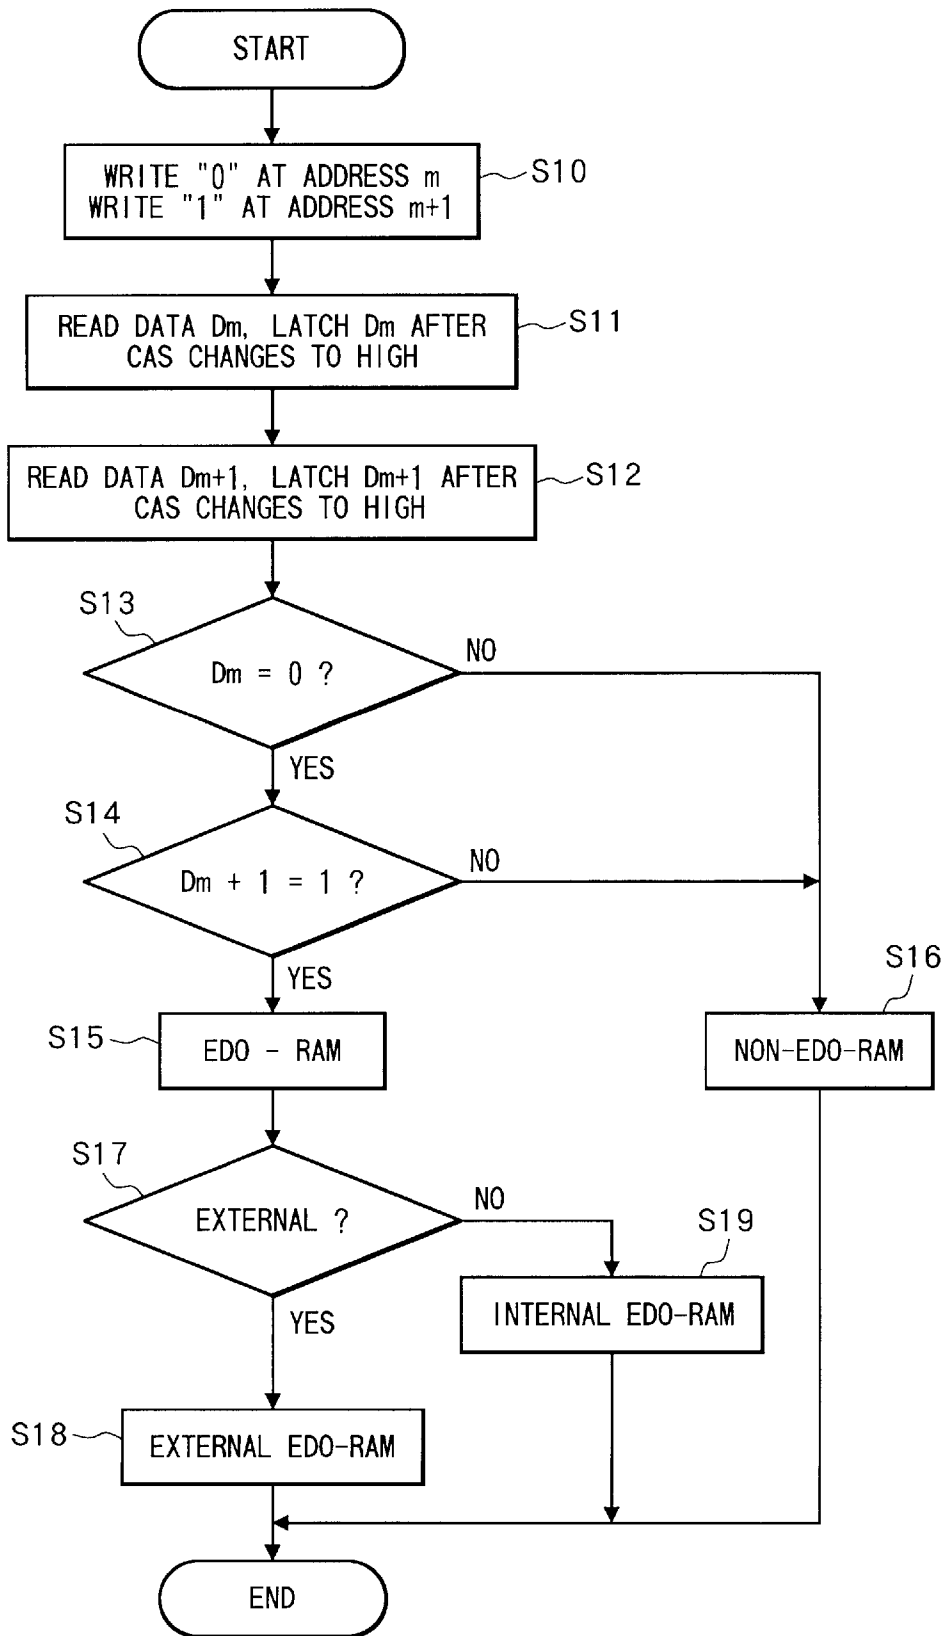 START
WRITE "0" AT ADDRESS m
WRITE "1" AT ADDRESS m+1
S10
READ DATA Dm, LATCH Dm AFTER
CAS CHANGES TO HIGH
S11
READ DATA Dm+1, LATCH Dm+1 AFTER
CAS CHANGES TO HIGH
S12
S13
Dm = 0 ?
NO
YES
S14
Dm + 1 = 1 ?
NO
YES
S15
EDO - RAM
S16
NON-EDO-RAM
S17
EXTERNAL ?
NO
YES
S19
INTERNAL EDO-RAM
S18
EXTERNAL EDO-RAM
END